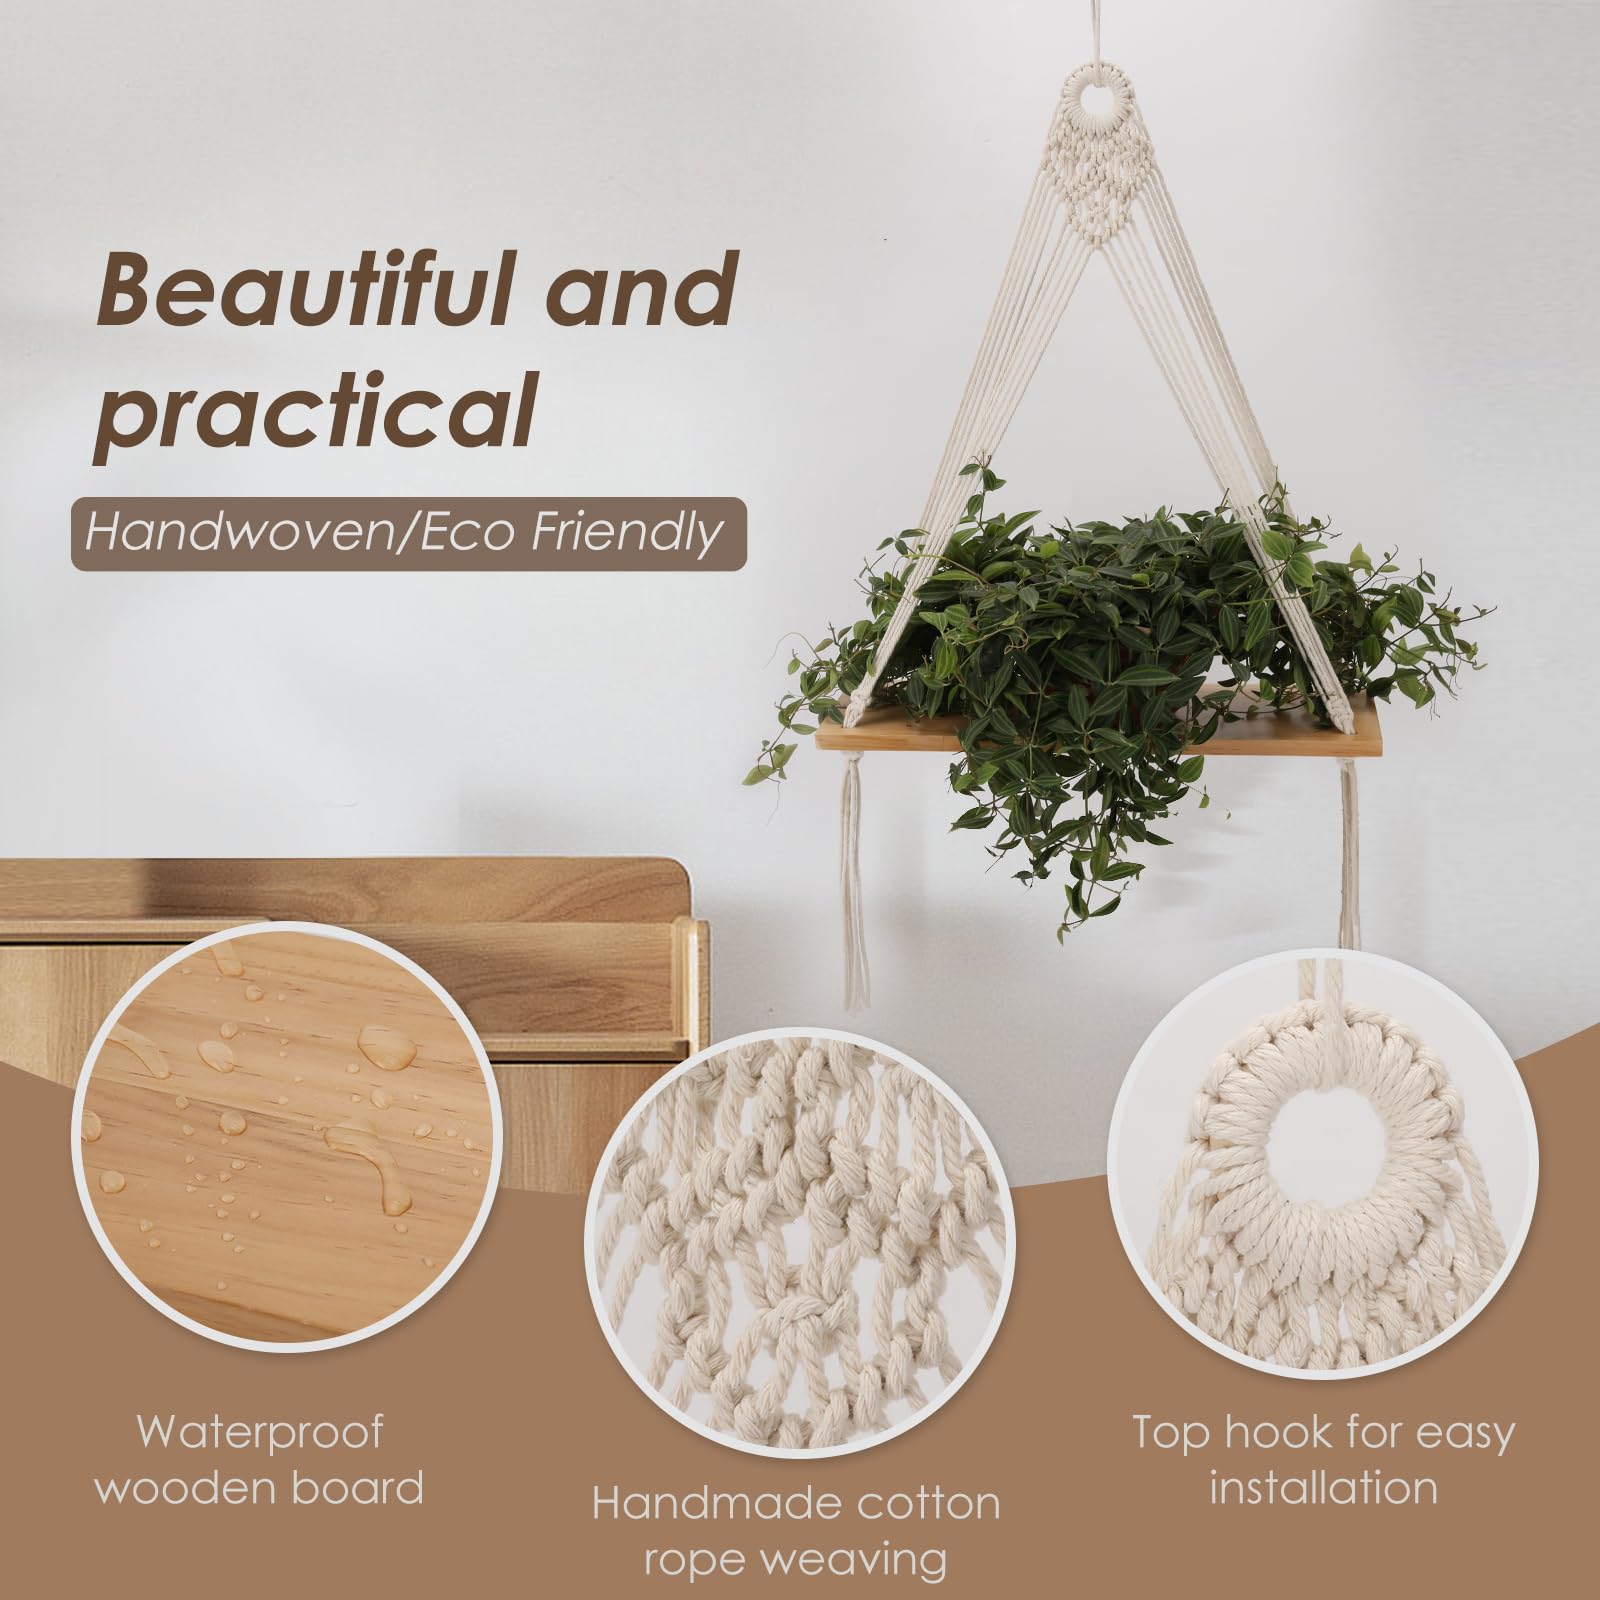 Beautiful and
practical
Handwoven/Eco Friendly
Waterproof
wooden board
Handmade cotton
rope weaving
Top hook for easy
installation